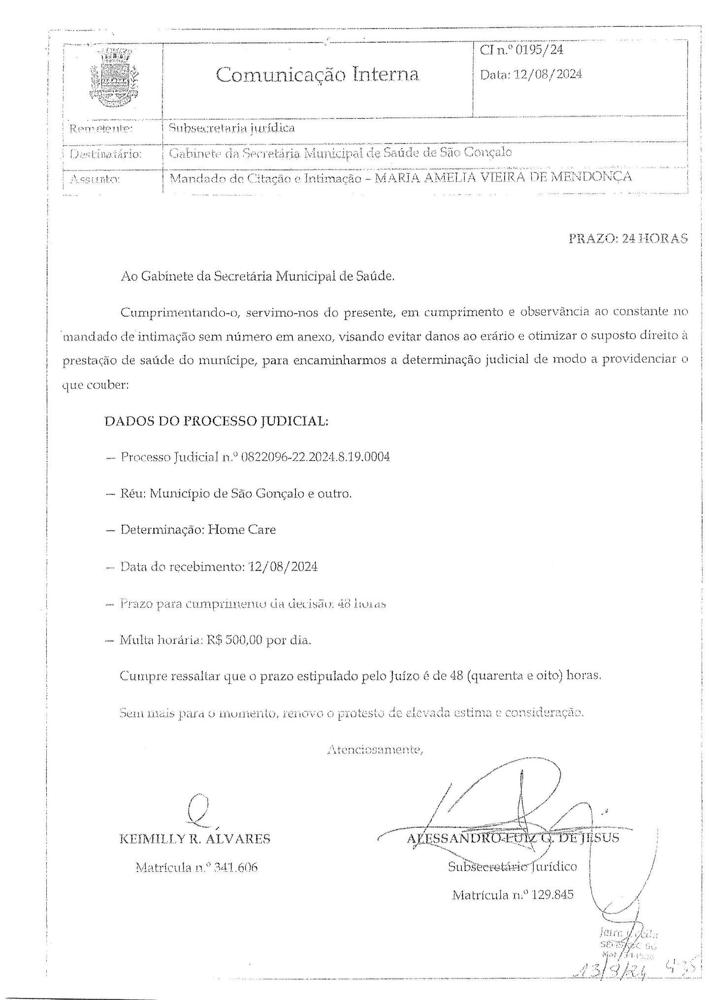 Comunicação Interna
CI n.º 0195/24
Data: 12/08/2024
Remetente: Subsecretaria jurídica
Destinatário: Gabinete da Secretária Municipal de Saúde de São Gonçalo
Assunto: Mandado de Citação e Intimação – MARIA AMELIA VIEIRA DE MENDONÇA
PRAZO: 24 HORAS
Ao Gabinete da Secretária Municipal de Saúde.
Cumprimentando-o, servimo-nos do presente, em cumprimento e observância ao constante no
mandado de intimação sem número em anexo, visando evitar danos ao erário e otimizar o suposto direito à
prestação de saúde do munícipe, para encaminharmos a determinação judicial de modo a providenciar o
que couber:
DADOS DO PROCESSO JUDICIAL:
— Processo Judicial n.º 0822096-22.2024.8.19.0004
— Réu: Município de São Gonçalo e outro.
— Determinação: Home Care
— Data do recebimento: 12/08/2024
— Prazo para cumprimento da decisão: 48 horas
— Multa horária: R$ 500,00 por dia.
Cumpre ressaltar que o prazo estipulado pelo Juízo é de 48 (quarenta e oito) horas.
Sem mais para o momento, renovo o protesto de elevada estima e consideração.
Atenciosamente,
KEIMILLY R. ÁLVARES
Matrícula n.º 341.606
ALESSANDRO LUIZ G. DE JESUS
Subsecretário Jurídico
Matrícula n.º 129.845
Mat
13/8/24